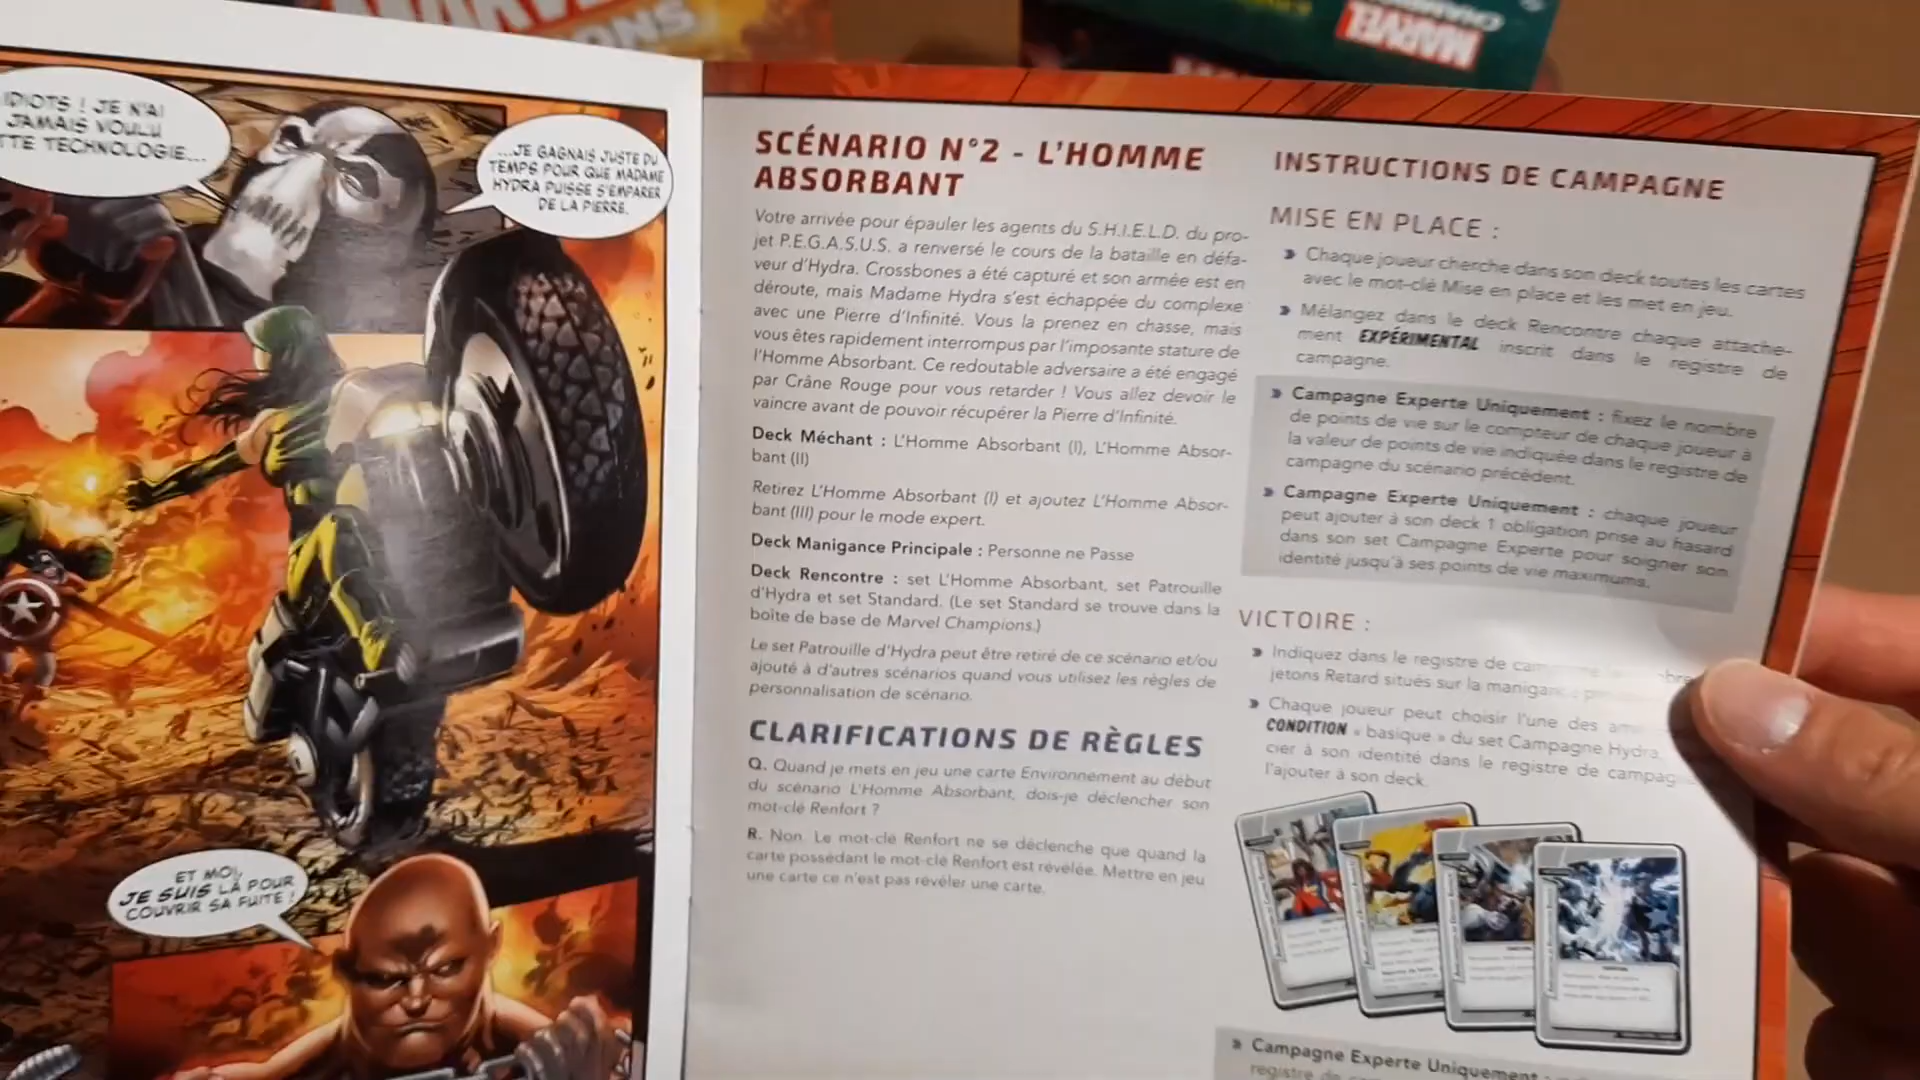 IDIOTS ! JE N'AI
JAMAIS VOULU
TTE TECHNOLOGIE...
...JE GAGNAIS JUSTE DU
TEMPS POUR QUE MADAME
HYDRA PUISSE S'EMPARER
DE LA PIERRE.
ET MOI,
JE SUIS LÀ POUR
COUVRIR SA FUITE !
MARVEL
SCÉNARIO N°2 - L'HOMME
ABSORBANT
Votre arrivée pour épauler les agents du S.H.I.E.L.D. du pro-
jet P.E.G.A.S.U.S. a renversé le cours de la bataille en défa-
veur d'Hydra. Crossbones a été capturé et son armée est en
déroute, mais Madame Hydra s'est échappée du complexe
avec une Pierre d'Infinité. Vous la prenez en chasse, mais
vous êtes rapidement interrompus par l'imposante stature de
l'Homme Absorbant. Ce redoutable adversaire a été engagé
par Crâne Rouge pour vous retarder ! Vous allez devoir le
vaincre avant de pouvoir récupérer la Pierre d'Infinité.
Deck Méchant : L'Homme Absorbant (I), L'Homme Absor-
bant (II)
Retirez L'Homme Absorbant (I) et ajoutez L'Homme Absor-
bant (III) pour le mode expert.
Deck Manigance Principale : Personne ne Passe
Deck Rencontre : set L'Homme Absorbant, set Patrouille
d'Hydra et set Standard. (Le set Standard se trouve dans la
boîte de base de Marvel Champions.)
Le set Patrouille d'Hydra peut être retiré de ce scénario et/ou
ajouté à d'autres scénarios quand vous utilisez les règles de
personnalisation de scénario.
CLARIFICATIONS DE RÈGLES
Q. Quand je mets en jeu une carte Environnement au début
du scénario L'Homme Absorbant, dois-je déclencher son
mot-clé Renfort ?
R. Non. Le mot-clé Renfort ne se déclenche que quand la
carte possédant le mot-clé Renfort est révélée. Mettre en jeu
une carte ce n'est pas révéler une carte.
INSTRUCTIONS DE CAMPAGNE
MISE EN PLACE :
» Chaque joueur cherche dans son deck toutes les cartes
avec le mot-clé Mise en place et les met en jeu.
» Mélangez dans le deck Rencontre chaque attache-
ment EXPÉRIMENTAL inscrit dans le registre de
campagne.
» Campagne Experte Uniquement : fixez le nombre
de points de vie sur le compteur de chaque joueur à
la valeur de points de vie indiquée dans le registre de
campagne du scénario précédent.
» Campagne Experte Uniquement : chaque joueur
peut ajouter à son deck 1 obligation prise au hasard
dans son set Campagne Experte pour soigner son
identité jusqu'à ses points de vie maximums.
VICTOIRE :
» Indiquez dans le registre de
jetons Retard situés sur la
» Chaque joueur peut choisir l'une des
CONDITION « basique » du set Campagne Hydra,
cier à son identité dans le registre de
l'ajouter à son deck.
» Campagne Experte Uniquement :
registre de